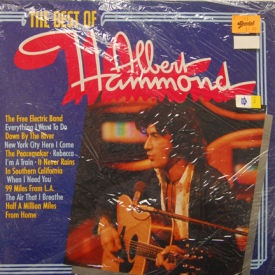 THE BEST OF
Albert
Hammond
The Free Electric Band
Everything I Want To Do
Down By The River
New York City Here I Come
The Peacemaker · Rebecca
I'm A Train · It Never Rains
In Southern California
When I Need You
99 Miles From L.A.
The Air That I Breathe
Half A Million Miles
From Home